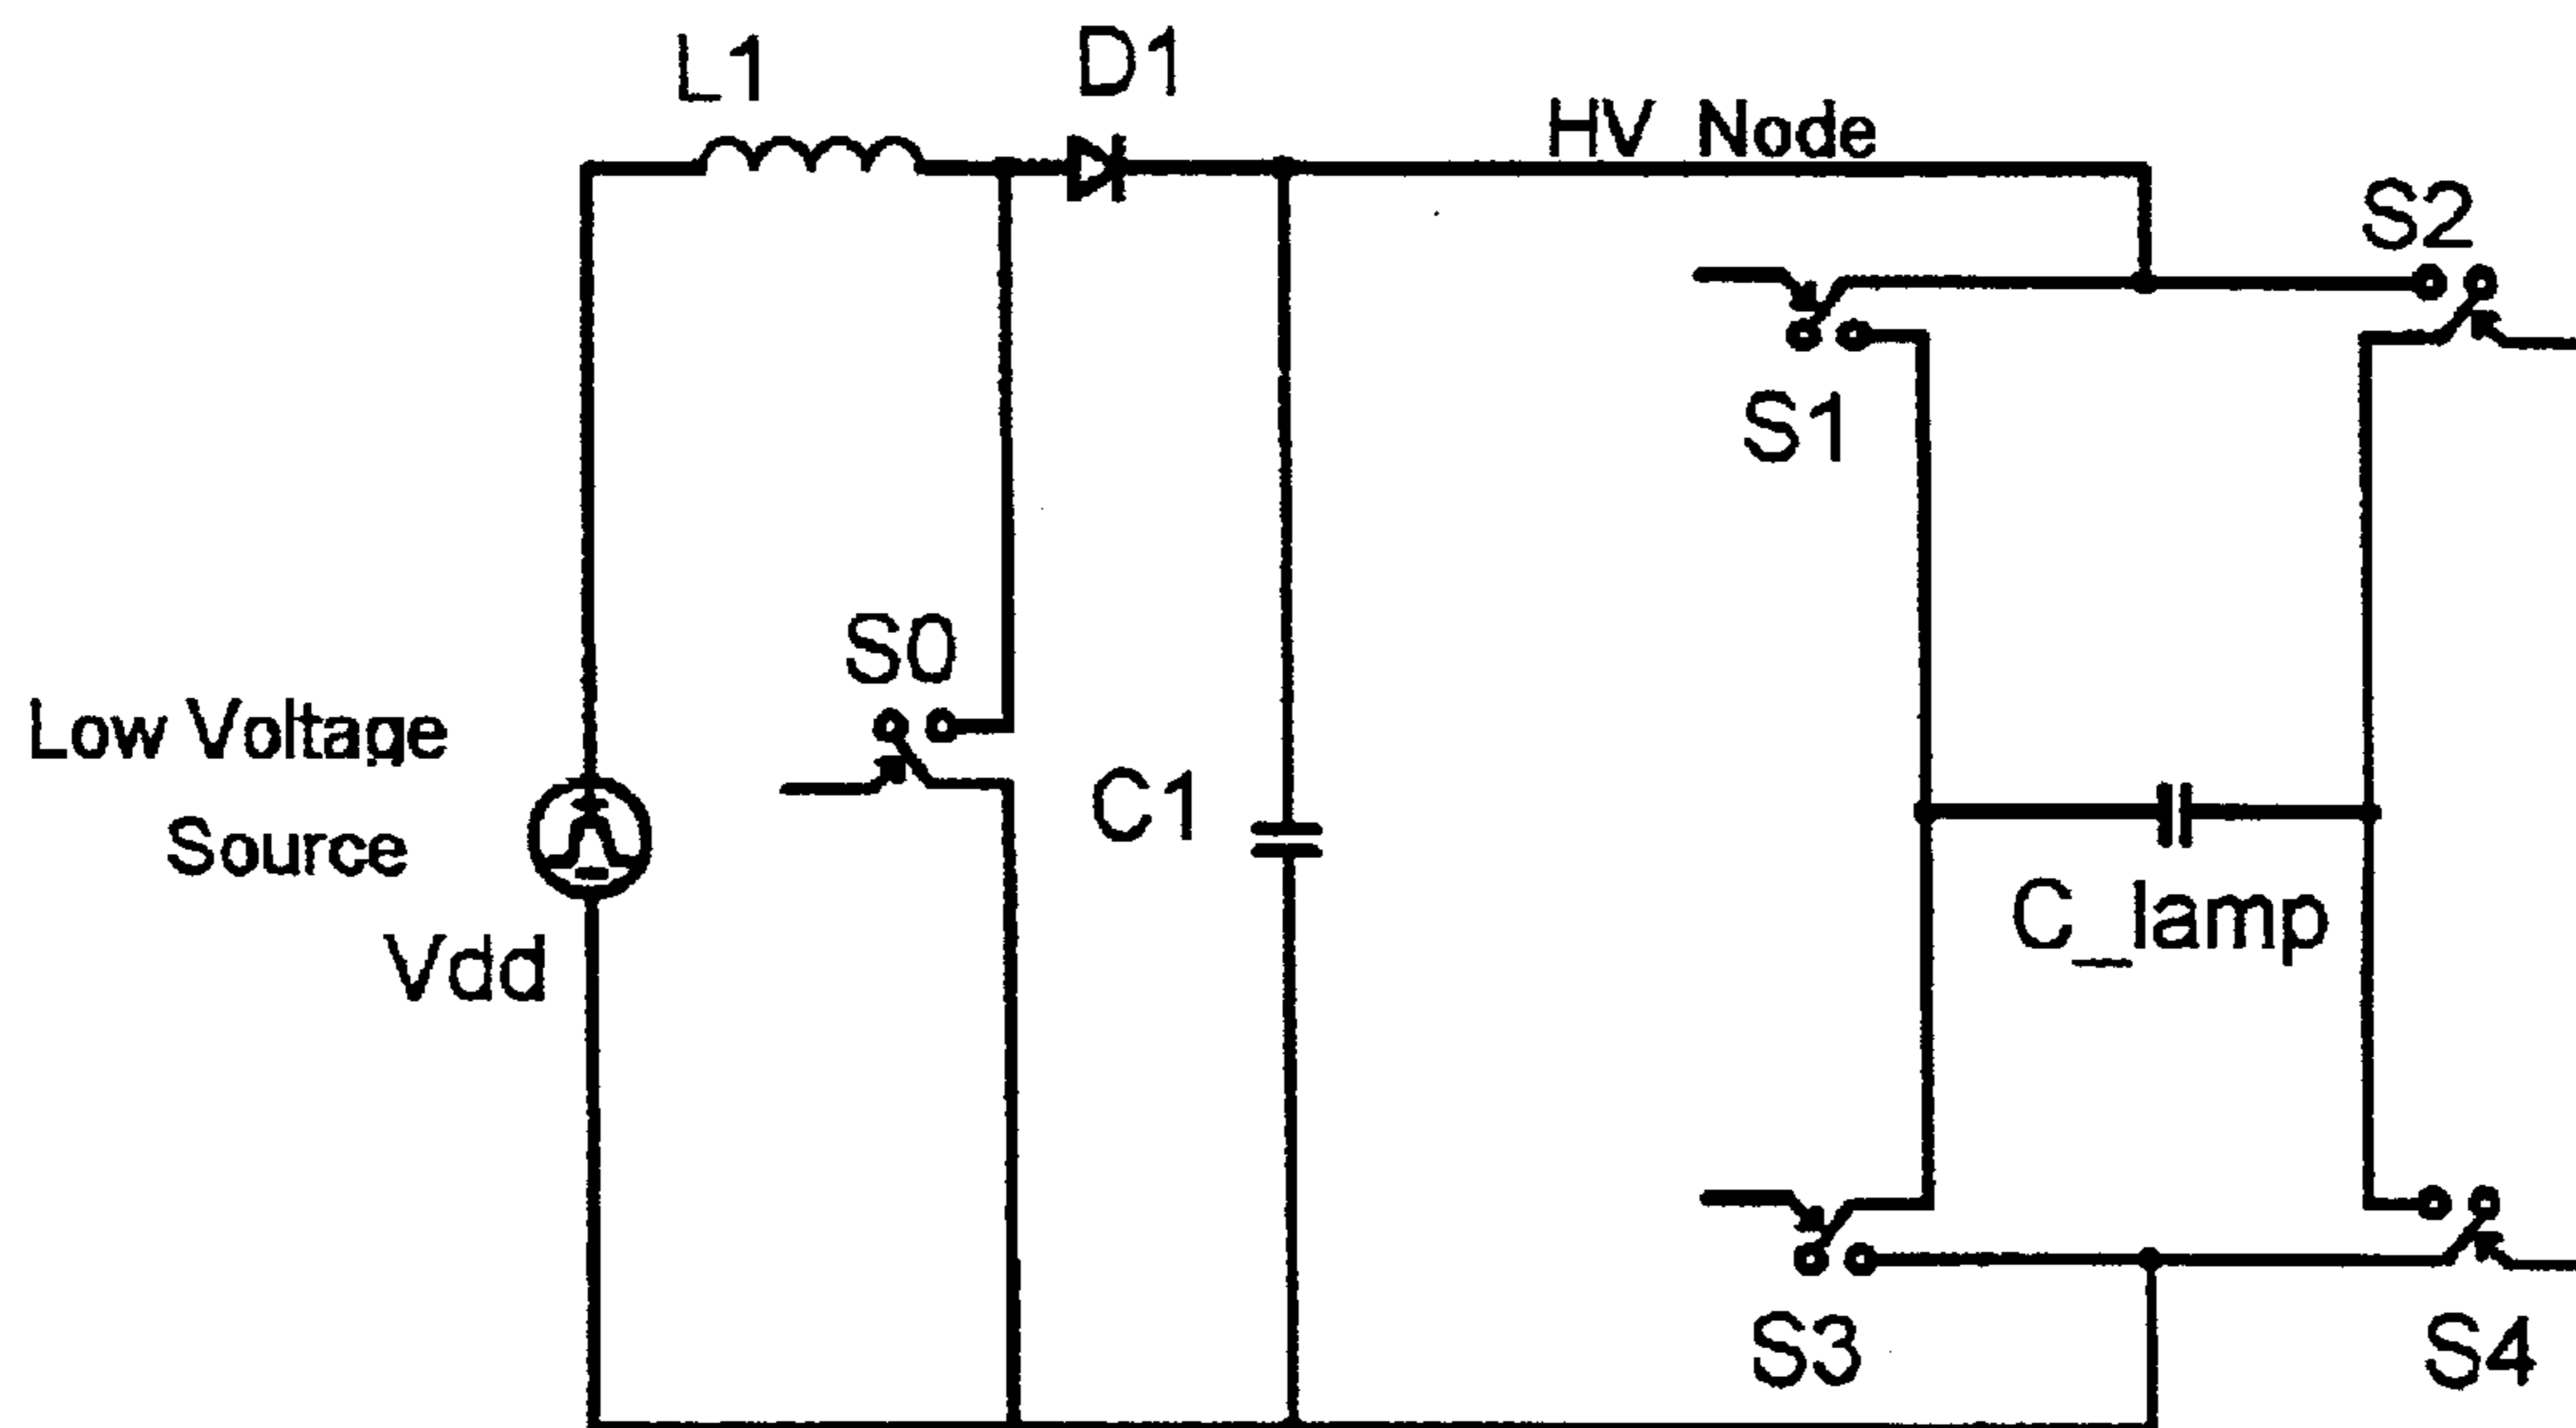 L1
D1
HV Node
S2
S1
S0
Low Voltage
Source
Vdd
C1
C_lamp
S3
S4